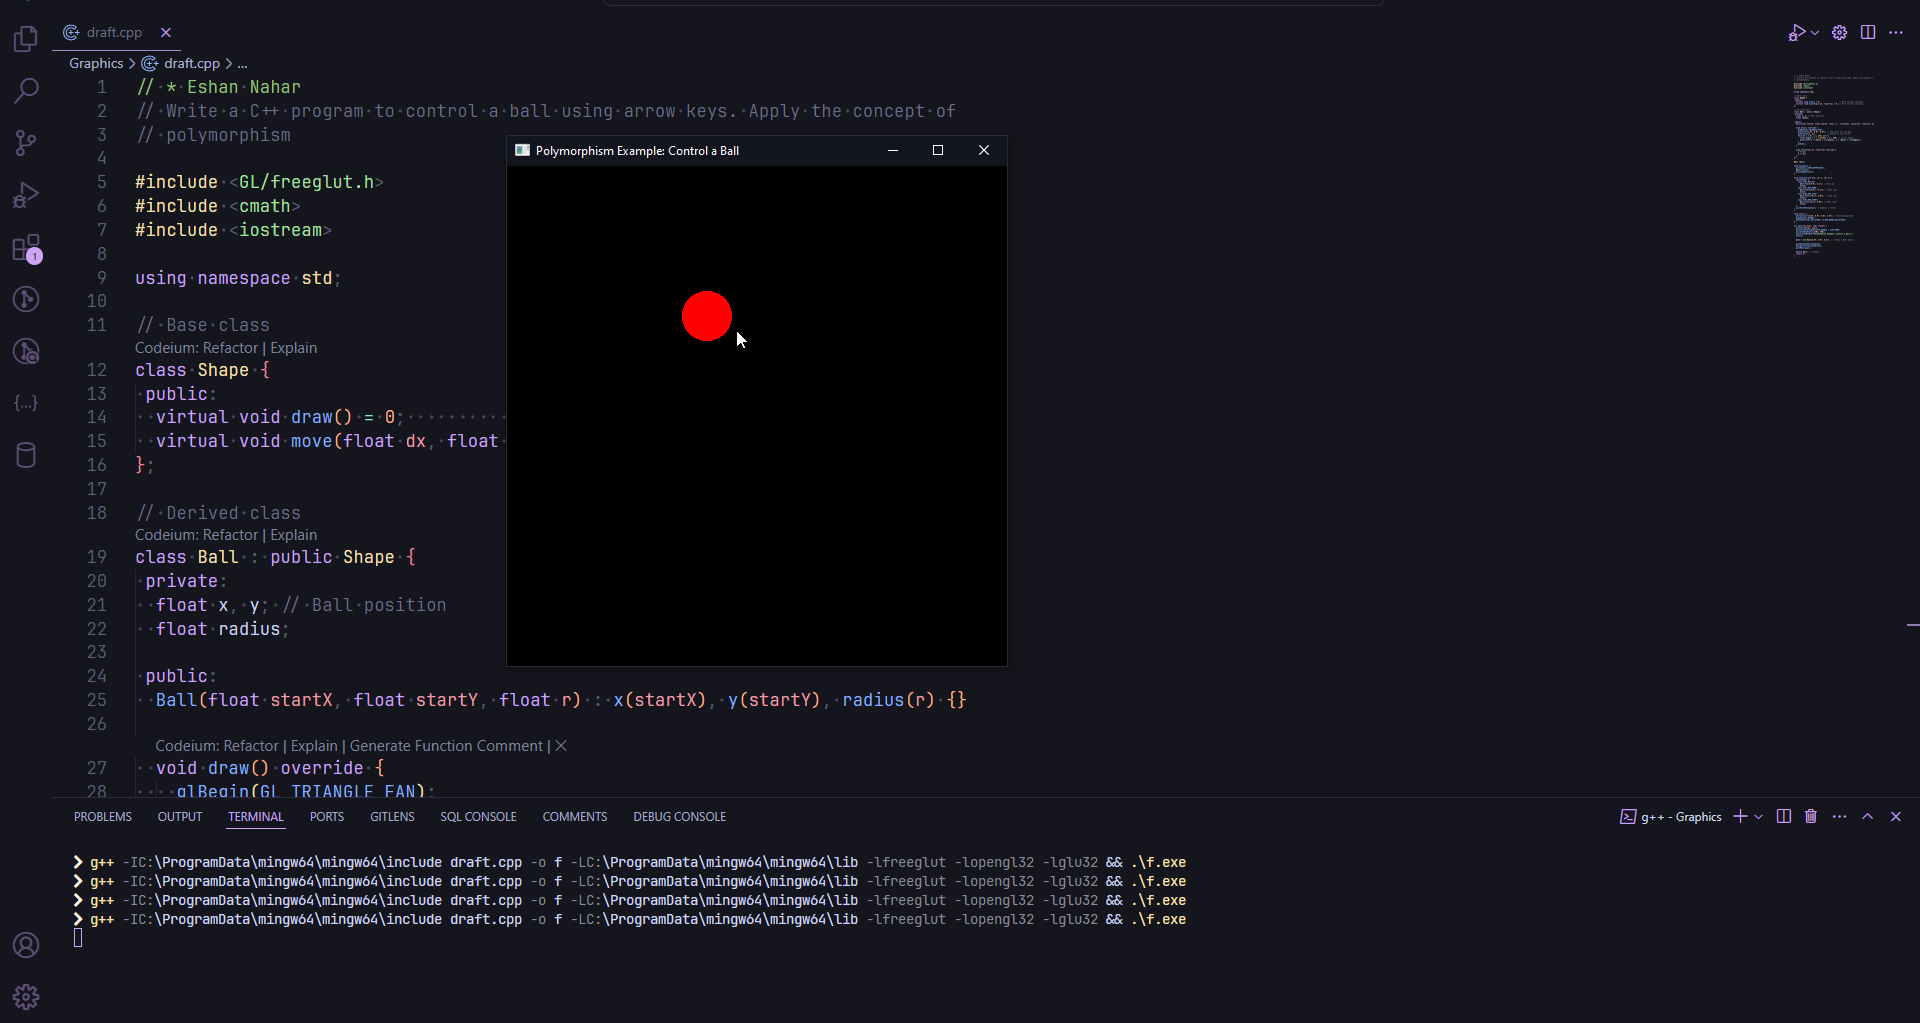 draft.cpp
Graphics > draft.cpp > ...
1 // * Eshan Nahar
2 // Write a C++ program to control a ball using arrow keys. Apply the concept of
3 // polymorphism
4
5 #include <GL/freeglut.h>
6 #include <cmath>
7 #include <iostream>
8
9 using namespace std;
10
11 // Base class
Codeium: Refactor | Explain
12 class Shape {
13 public:
14 virtual void draw() = 0;
15 virtual void move(float dx, float
16 };
17
18 // Derived class
Codeium: Refactor | Explain
19 class Ball : public Shape {
20 private:
21 float x, y; // Ball position
22 float radius;
23
24 public:
25 Ball(float startX, float startY, float r) : x(startX), y(startY), radius(r) {}
26
Codeium: Refactor | Explain | Generate Function Comment | X
27 void draw() override {
28 glBegin(GL_TRIANGLE_FAN);
Polymorphism Example: Control a Ball
1
PROBLEMS OUTPUT TERMINAL PORTS GITLENS SQL CONSOLE COMMENTS DEBUG CONSOLE
g++ - Graphics
❯ g++ -IC:\ProgramData\mingw64\mingw64\include draft.cpp -o f -LC:\ProgramData\mingw64\mingw64\lib -lfreeglut -lopengl32 -lglu32 && .\f.exe
❯ g++ -IC:\ProgramData\mingw64\mingw64\include draft.cpp -o f -LC:\ProgramData\mingw64\mingw64\lib -lfreeglut -lopengl32 -lglu32 && .\f.exe
❯ g++ -IC:\ProgramData\mingw64\mingw64\include draft.cpp -o f -LC:\ProgramData\mingw64\mingw64\lib -lfreeglut -lopengl32 -lglu32 && .\f.exe
❯ g++ -IC:\ProgramData\mingw64\mingw64\include draft.cpp -o f -LC:\ProgramData\mingw64\mingw64\lib -lfreeglut -lopengl32 -lglu32 && .\f.exe